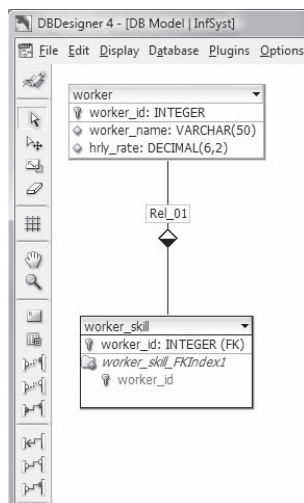 DBDesigner 4 - [DB Model | InfSyst]
File Edit Display Database Plugins Options
worker
worker_id: INTEGER
worker_name: VARCHAR(50)
hrly_rate: DECIMAL(6,2)
Rel_01
worker_skill
worker_id: INTEGER (FK)
worker_skill_FKIndex1
worker_id